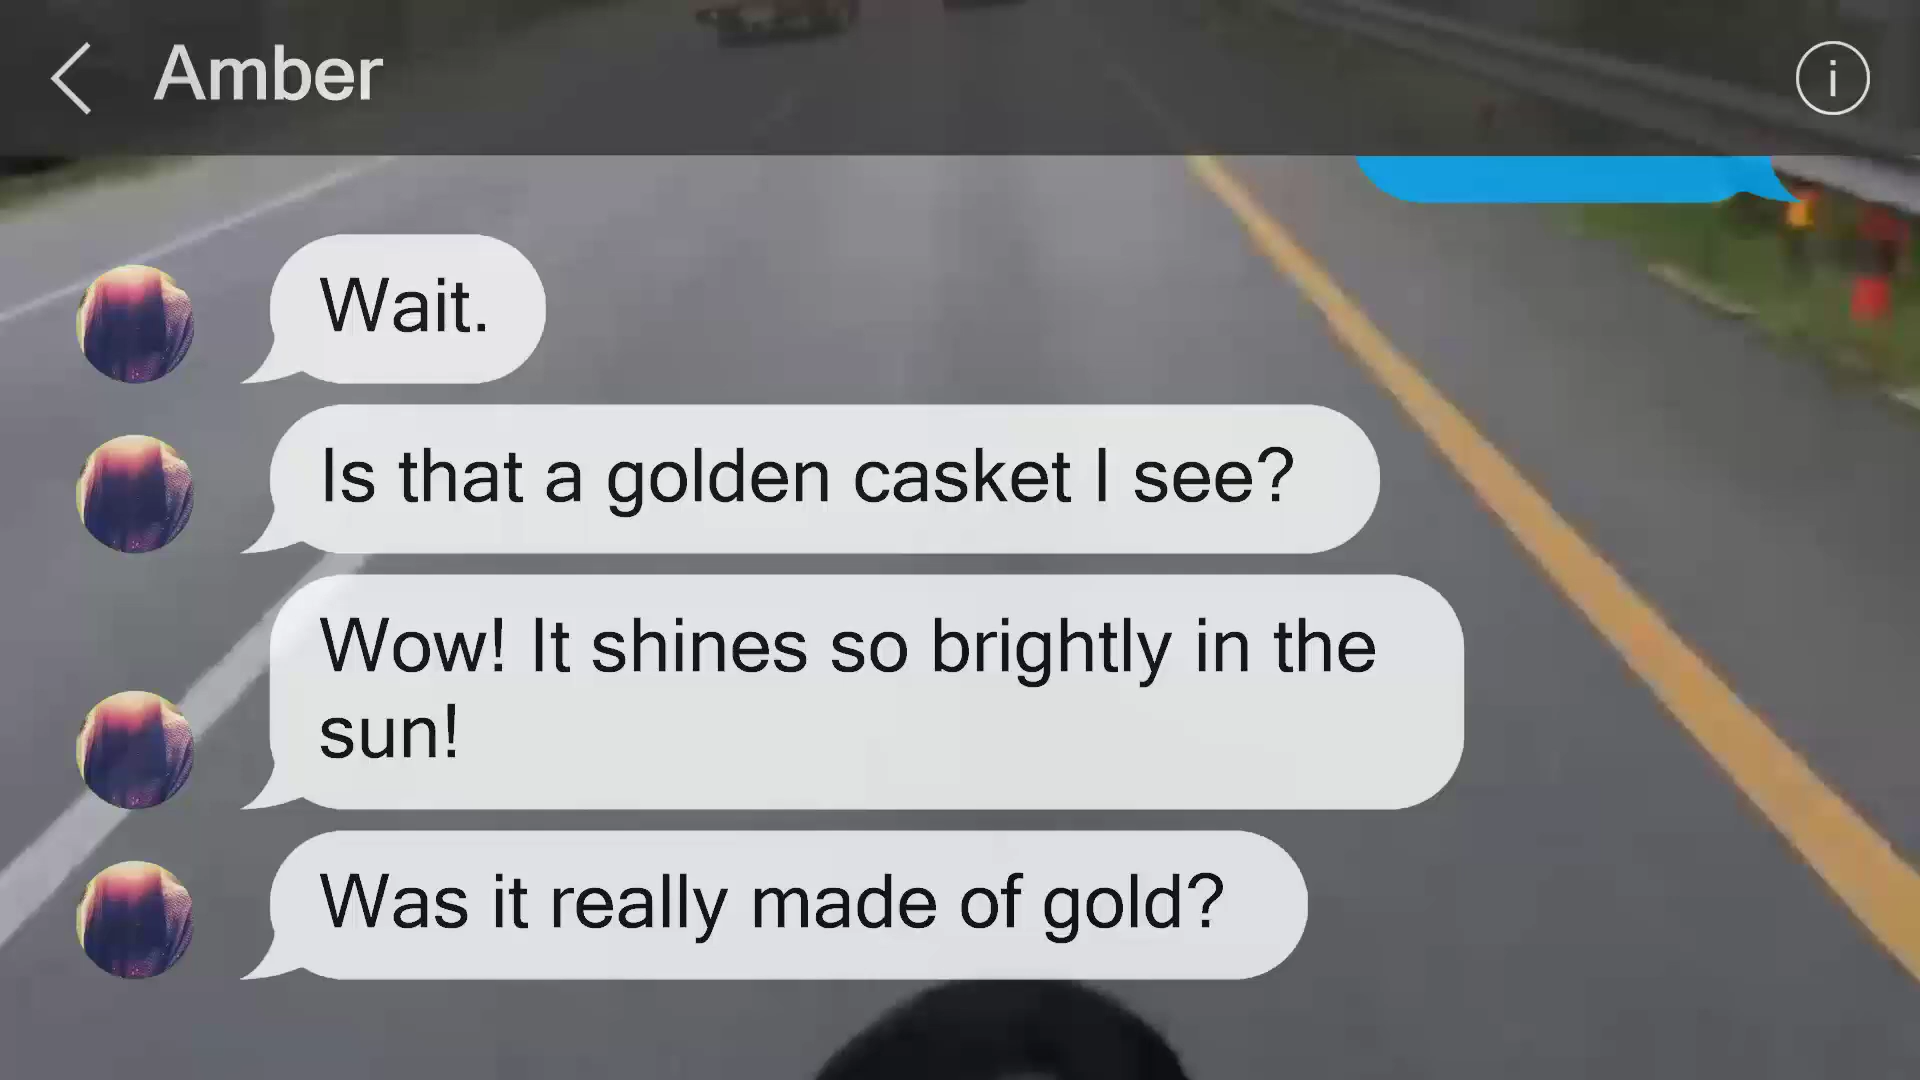 Amber
Wait.
Is that a golden casket I see?
Wow! It shines so brightly in the
sun!
Was it really made of gold?